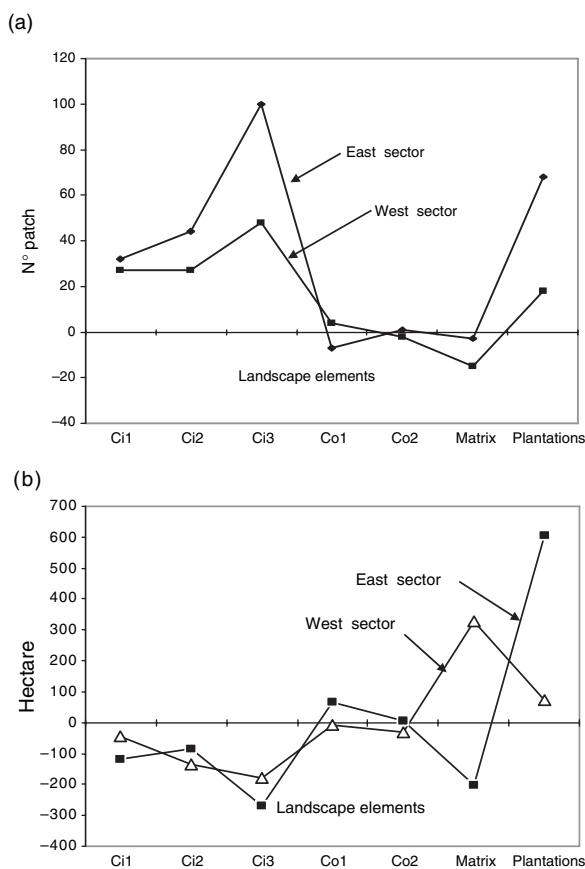 (a)
120
100
80
60
40
20
0
−20
−40
N° patch
East sector
West sector
Landscape elements
Ci1 Ci2 Ci3 Co1 Co2 Matrix Plantations
(b)
700
600
500
400
300
200
100
0
−100
−200
−300
−400
Hectare
East sector
West sector
Landscape elements
Ci1 Ci2 Ci3 Co1 Co2 Matrix Plantations